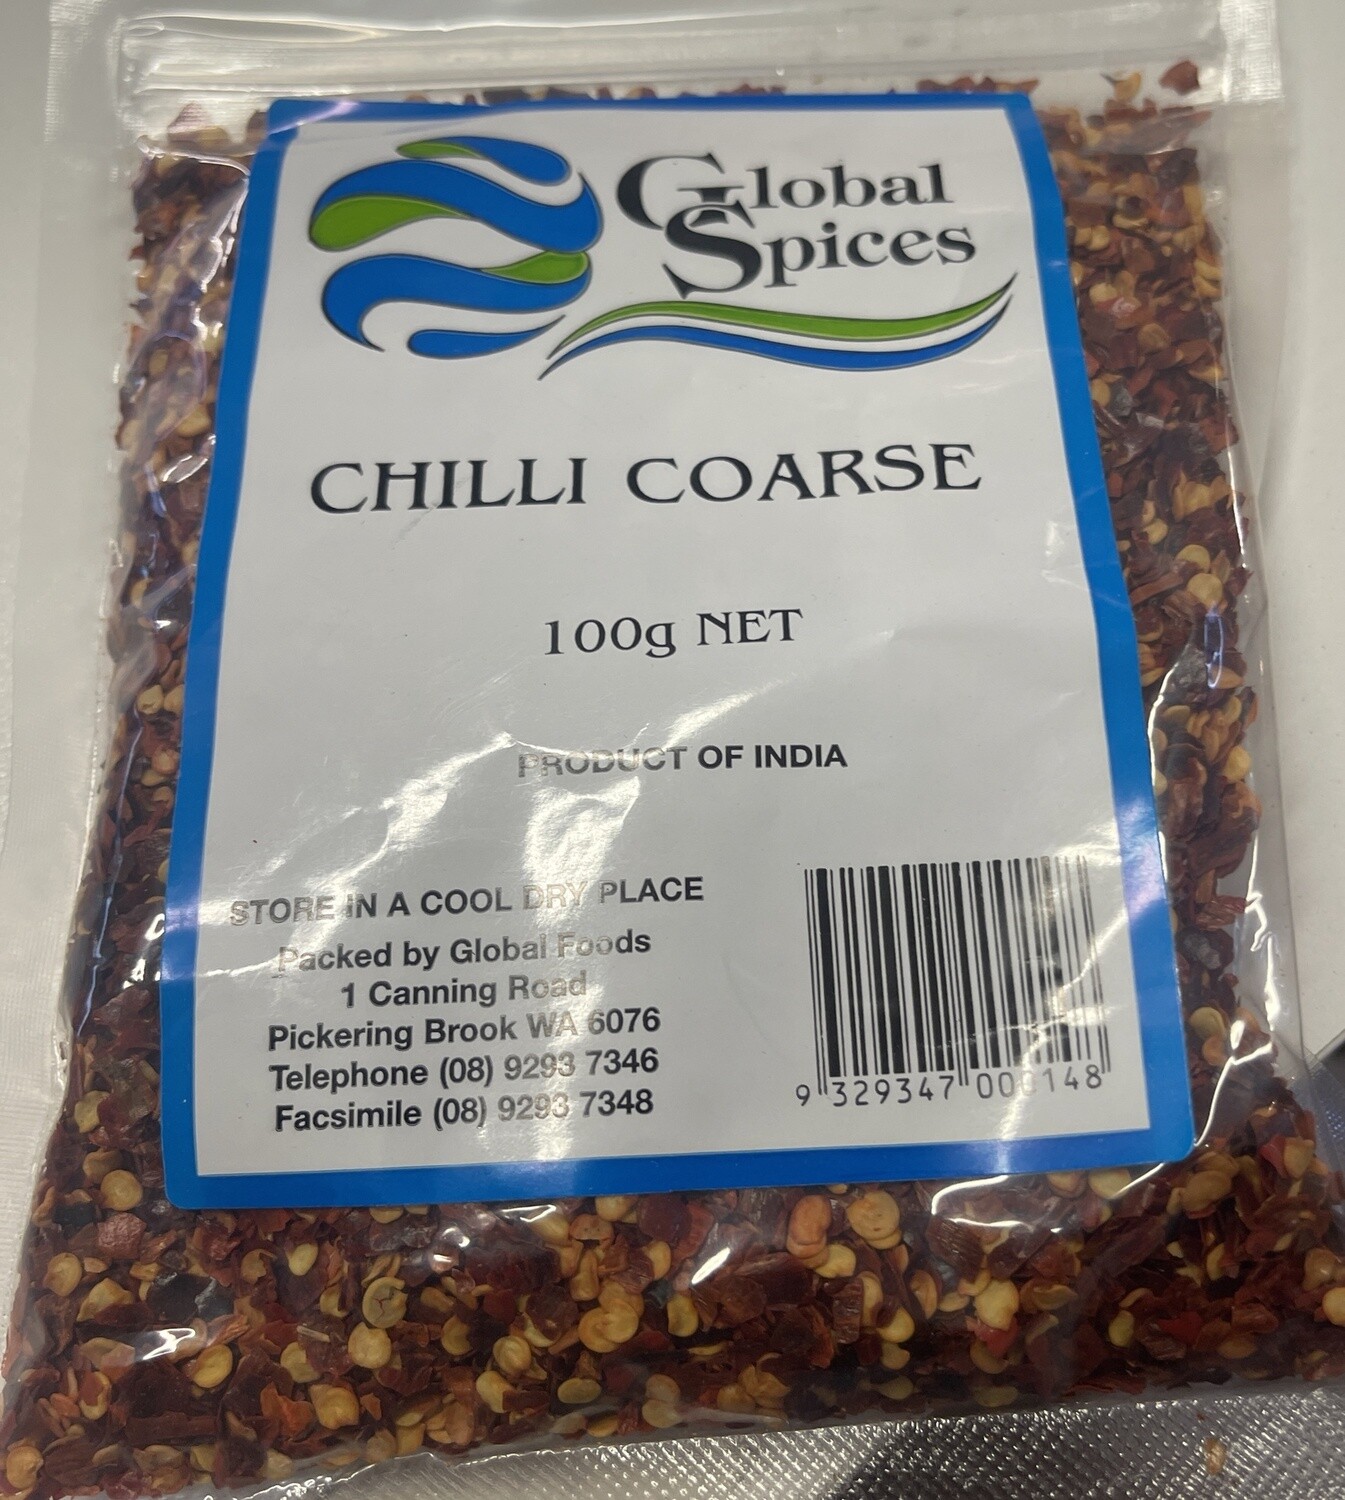 Global
Spices
CHILLI COARSE
100g NET
PRODUCT OF INDIA
STORE IN A COOL DRY PLACE
Packed by Global Foods
1 Canning Road
Pickering Brook WA 6076
Telephone (08) 9293 7346
Facsimile (08) 9293 7348
9 329347 000148